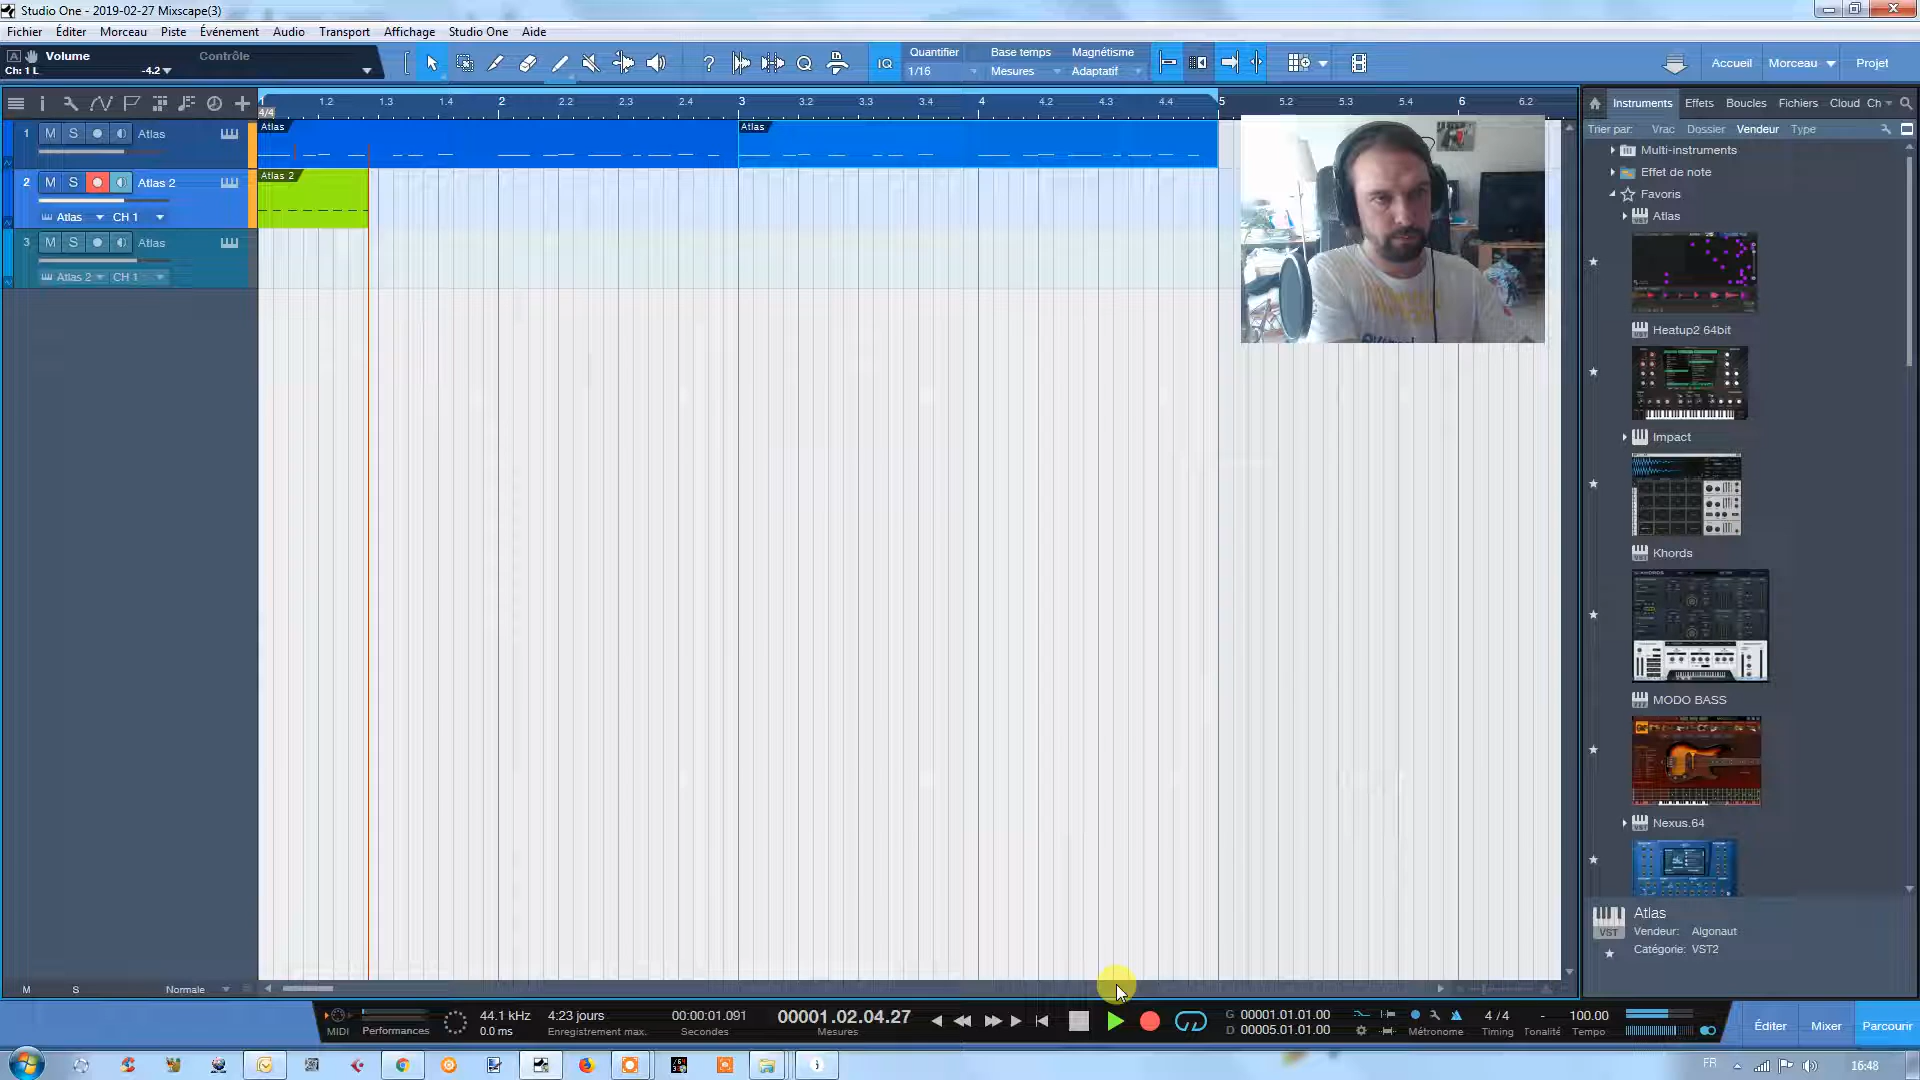 Studio One - 2019-02-27 Mixscape(3)
Fichier Éditer Morceau Piste Événement Audio Transport Affichage Studio One Aide
A Volume Contrôle
Ch: 1 L -4.2
? IQ
Quantifier Base temps Magnétisme
1/16 Mesures Adaptatif
Accueil Morceau Projet
1.2 1.3 1.4 2 2.2 2.3 2.4 3 3.2 3.3 3.4 4 4.2 4.3 4.4 5 5.2 5.3 5.4 6 6.2
4/4
1 M S Atlas
Atlas Atlas
2 M S Atlas 2
Atlas 2
Atlas CH 1
3 M S Atlas
Atlas 2 CH 1
Instruments Effets Boucles Fichiers Cloud Ch
Trier par: Vrac Dossier Vendeur Type
Multi-instruments
Effet de note
Favoris
Atlas
Heatup2 64bit
Impact
Khords
MODO BASS
Nexus.64
Atlas
VST
Vendeur: Algonaut
Catégorie: VST2
M S Normale
MIDI Performances
44.1 kHz
0.0 ms
4:23 jours
Enregistrement max.
00:00:01.091
Secondes
00001.02.04.27
Mesures
G 00001.01.01.00
D 00005.01.01.00
Métronome
4 / 4
Timing
-
Tonalité
100.00
Tempo
Éditer Mixer Parcourir
FR 16:48